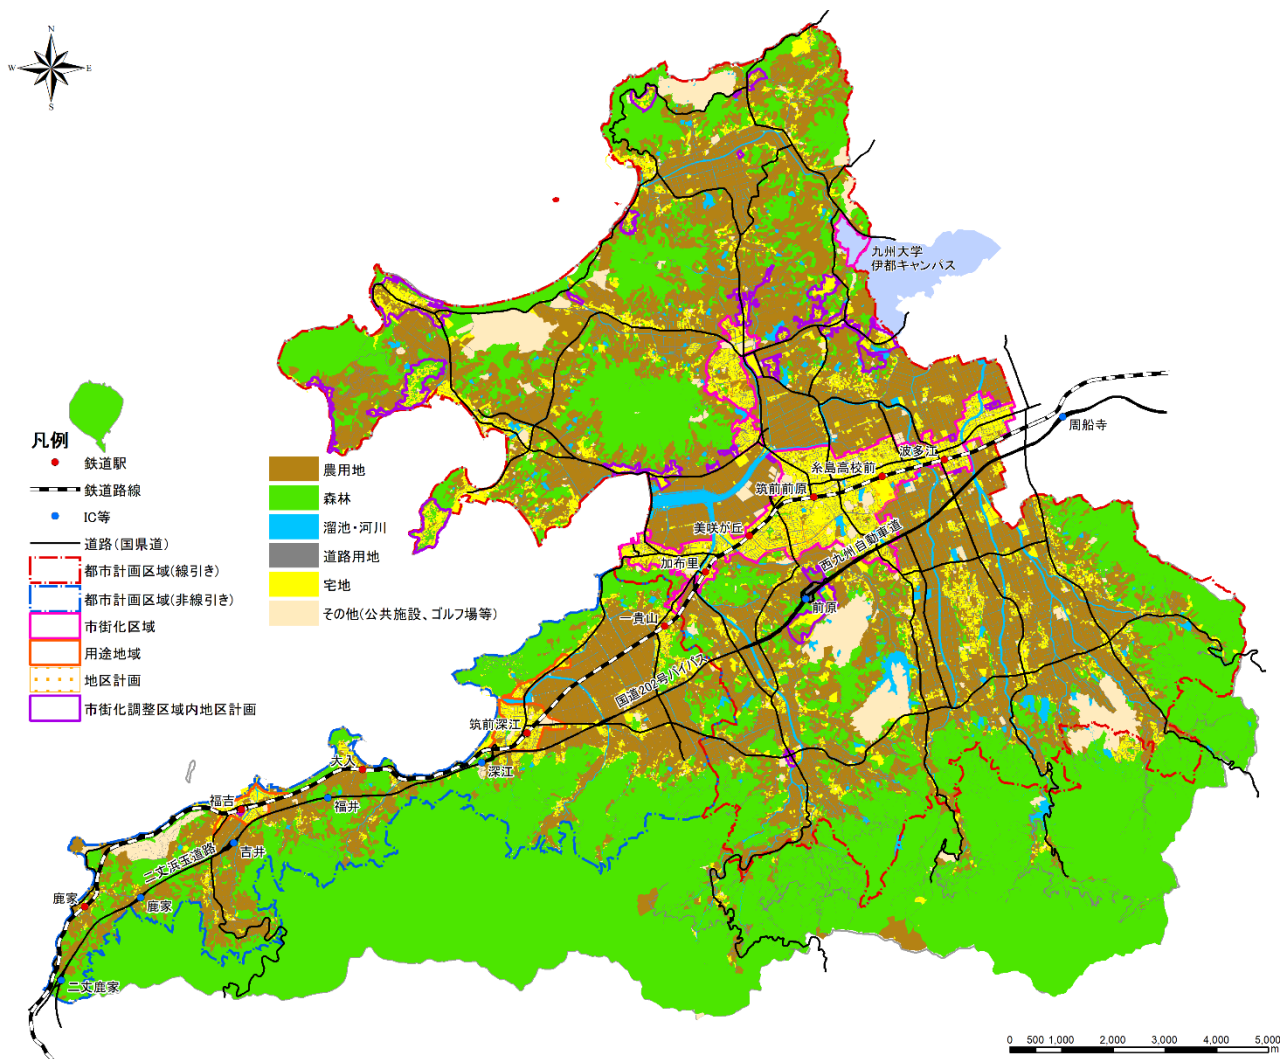 N
W
E
S
九州大学
伊都キャンパス
周船寺
波多江
糸島高校前
筑前前原
美咲が丘
西九州自動車道
加布里
前原
一貴山
国道202号バイパス
筑前深江
深江
大入
福井
福吉
吉井
二丈浜玉道路
鹿家
鹿家
二丈鹿家
凡例
鉄道駅
鉄道路線
IC等
道路(国県道)
都市計画区域(線引き)
都市計画区域(非線引き)
市街化区域
用途地域
地区計画
市街化調整区域内地区計画
農用地
森林
溜池・河川
道路用地
宅地
その他(公共施設、ゴルフ場等)
0 500 1,000 2,000 3,000 4,000 5,000
m